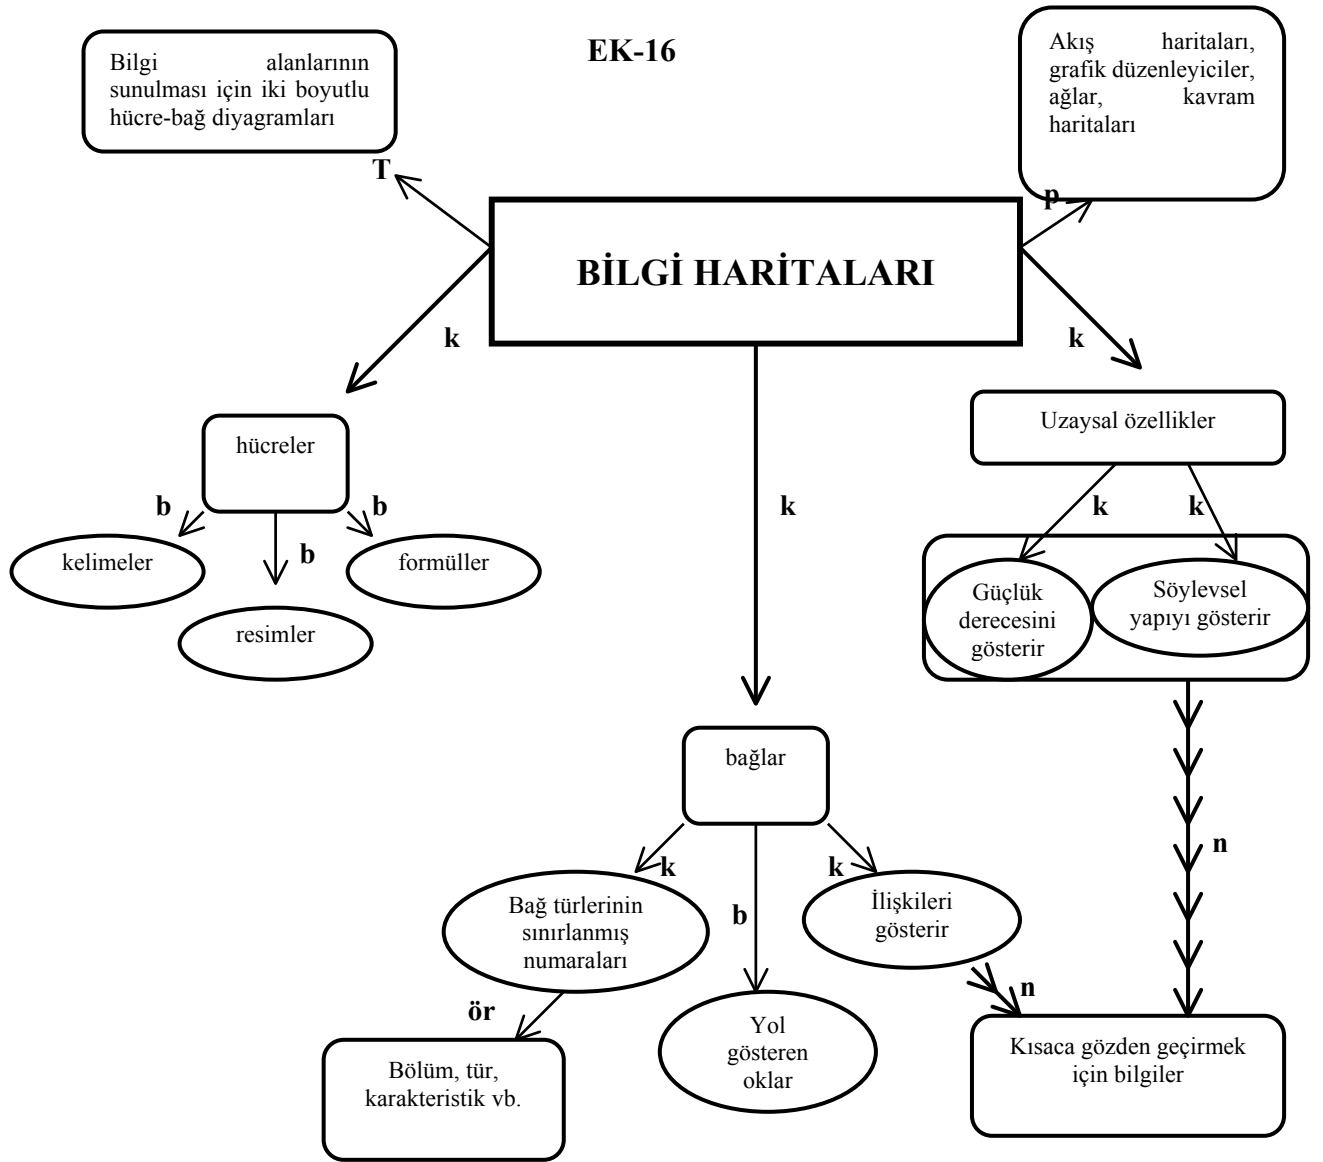 EK-16
Bilgi alanlarının
sunulması için iki boyutlu
hücre-bağ diyagramları
Akış haritaları,
grafik düzenleyiciler,
ağlar, kavram
haritaları
T
p
BİLGİ HARİTALARI
k
k
k
hücreler
b
b
b
kelimeler
resimler
formüller
Uzaysal özellikler
k
k
Güçlük
derecesini
gösterir
Söylevsel
yapıyı gösterir
n
bağlar
k
b
k
Bağ türlerinin
sınırlanmış
numaraları
İlişkileri
gösterir
ör
n
Bölüm, tür,
karakteristik vb.
Yol
gösteren
oklar
Kısaca gözden geçirmek
için bilgiler